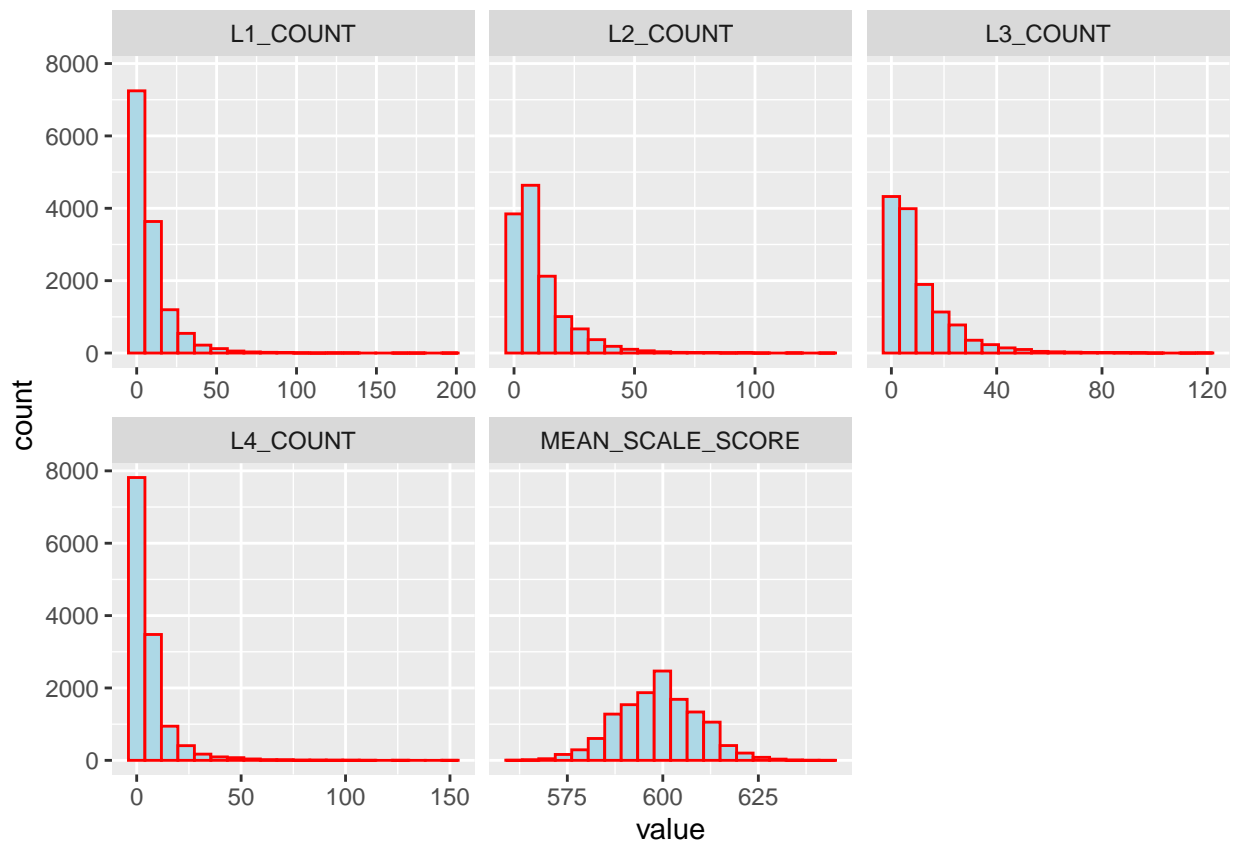 L1_COUNT L2_COUNT L3_COUNT
8000
6000
4000
2000
0
0 50 100 150 200 0 50 100 0 40 80 120
count
L4_COUNT MEAN_SCALE_SCORE
8000
6000
4000
2000
0
0 50 100 150 575 600 625
value